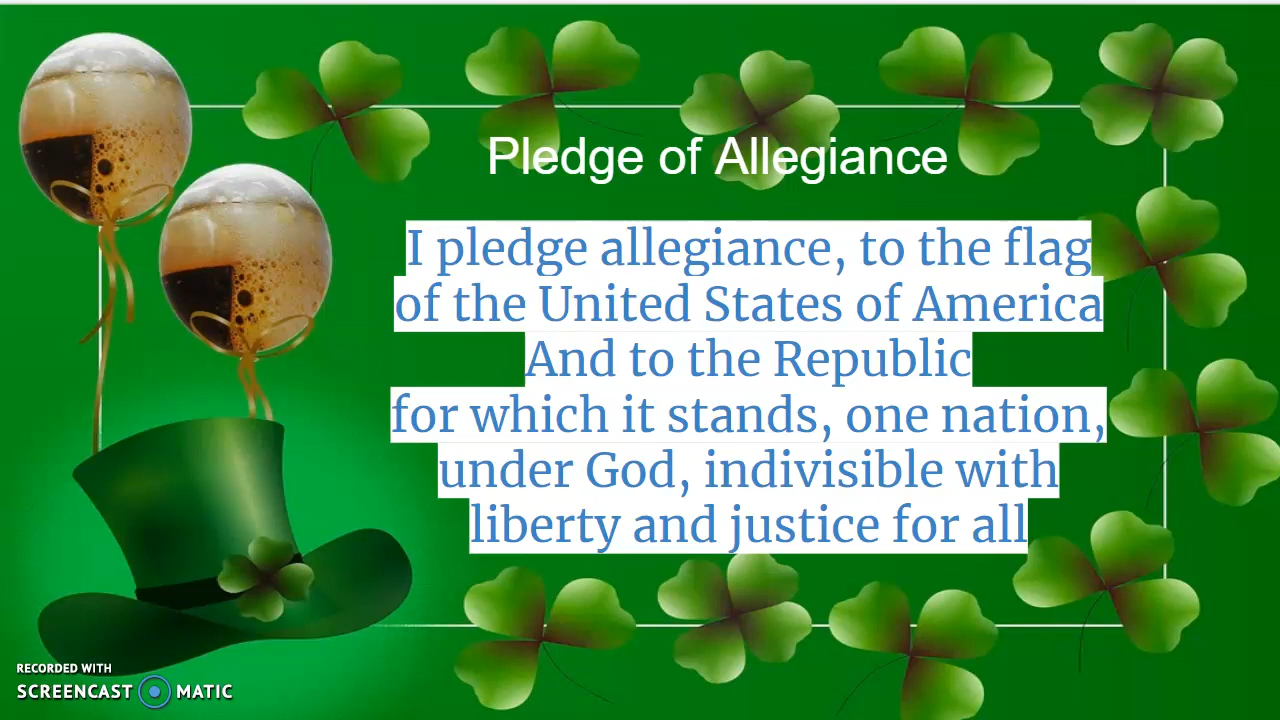 Pledge of Allegiance
I pledge allegiance, to the flag
of the United States of America
And to the Republic
for which it stands, one nation,
under God, indivisible with
liberty and justice for all
RECORDED WITH
SCREENCAST MATIC